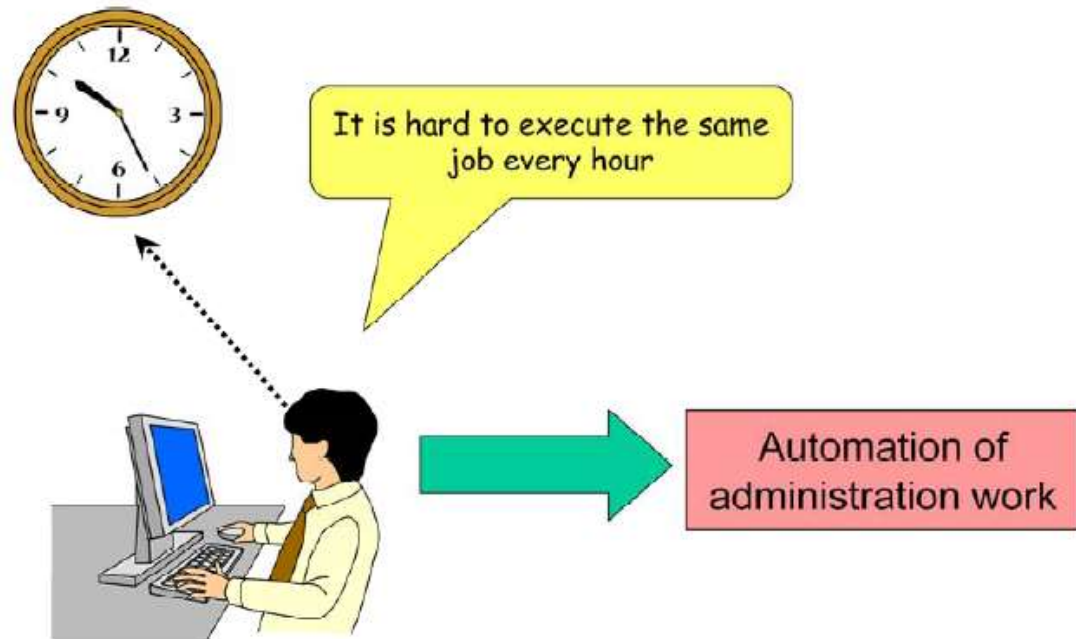 12
9
3
6
It is hard to execute the same
job every hour
Automation of
administration work